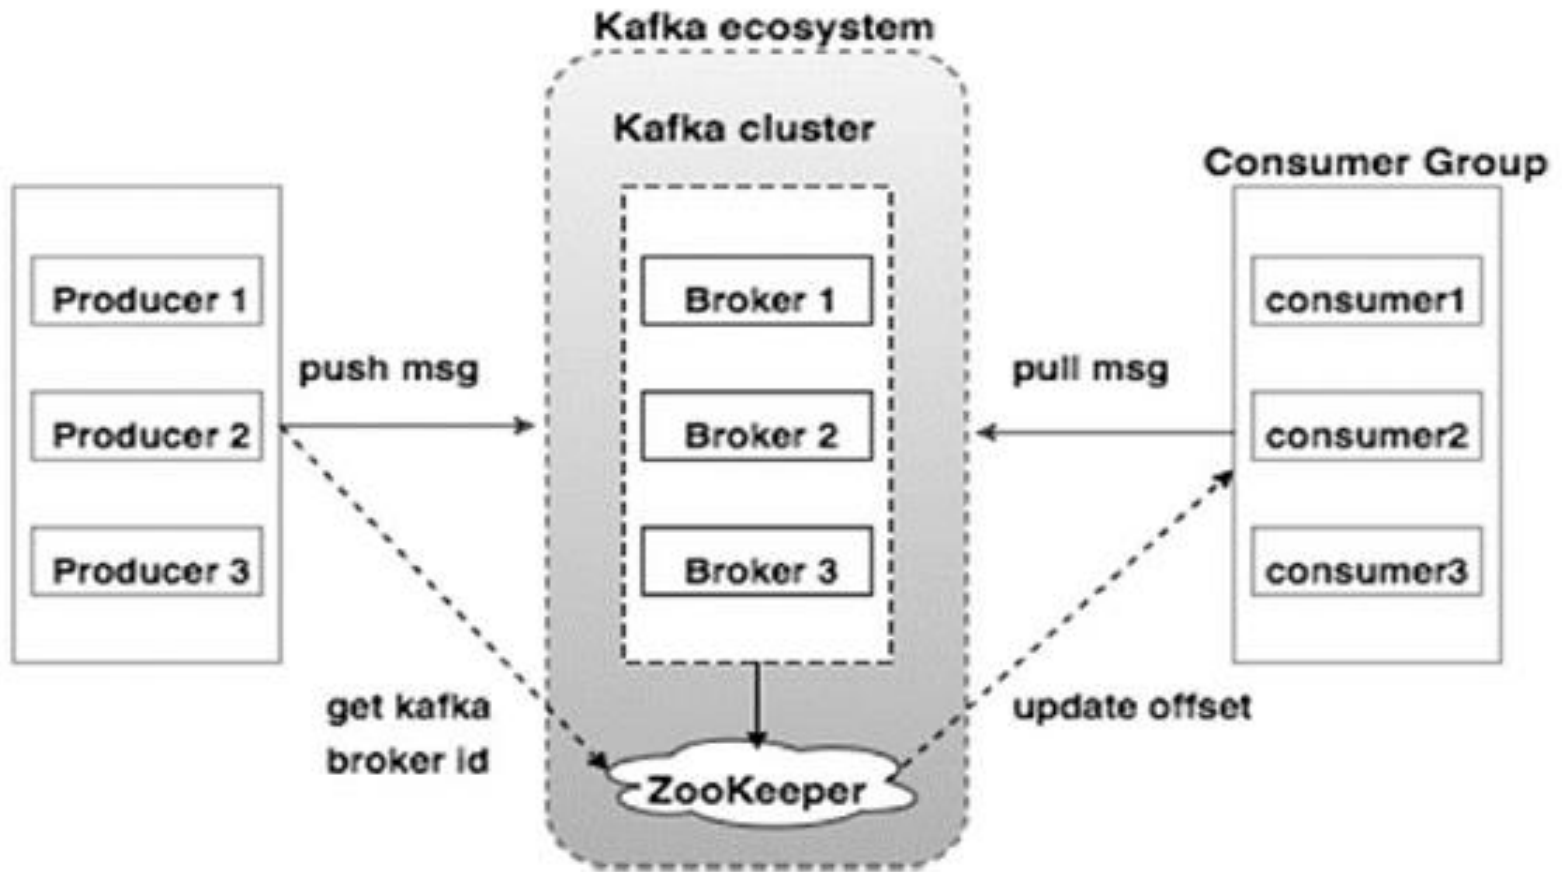 Kafka ecosystem
Kafka cluster
Consumer Group
Producer 1
Producer 2
Producer 3
push msg
get kafka
broker id
Broker 1
Broker 2
Broker 3
ZooKeeper
pull msg
update offset
consumer1
consumer2
consumer3